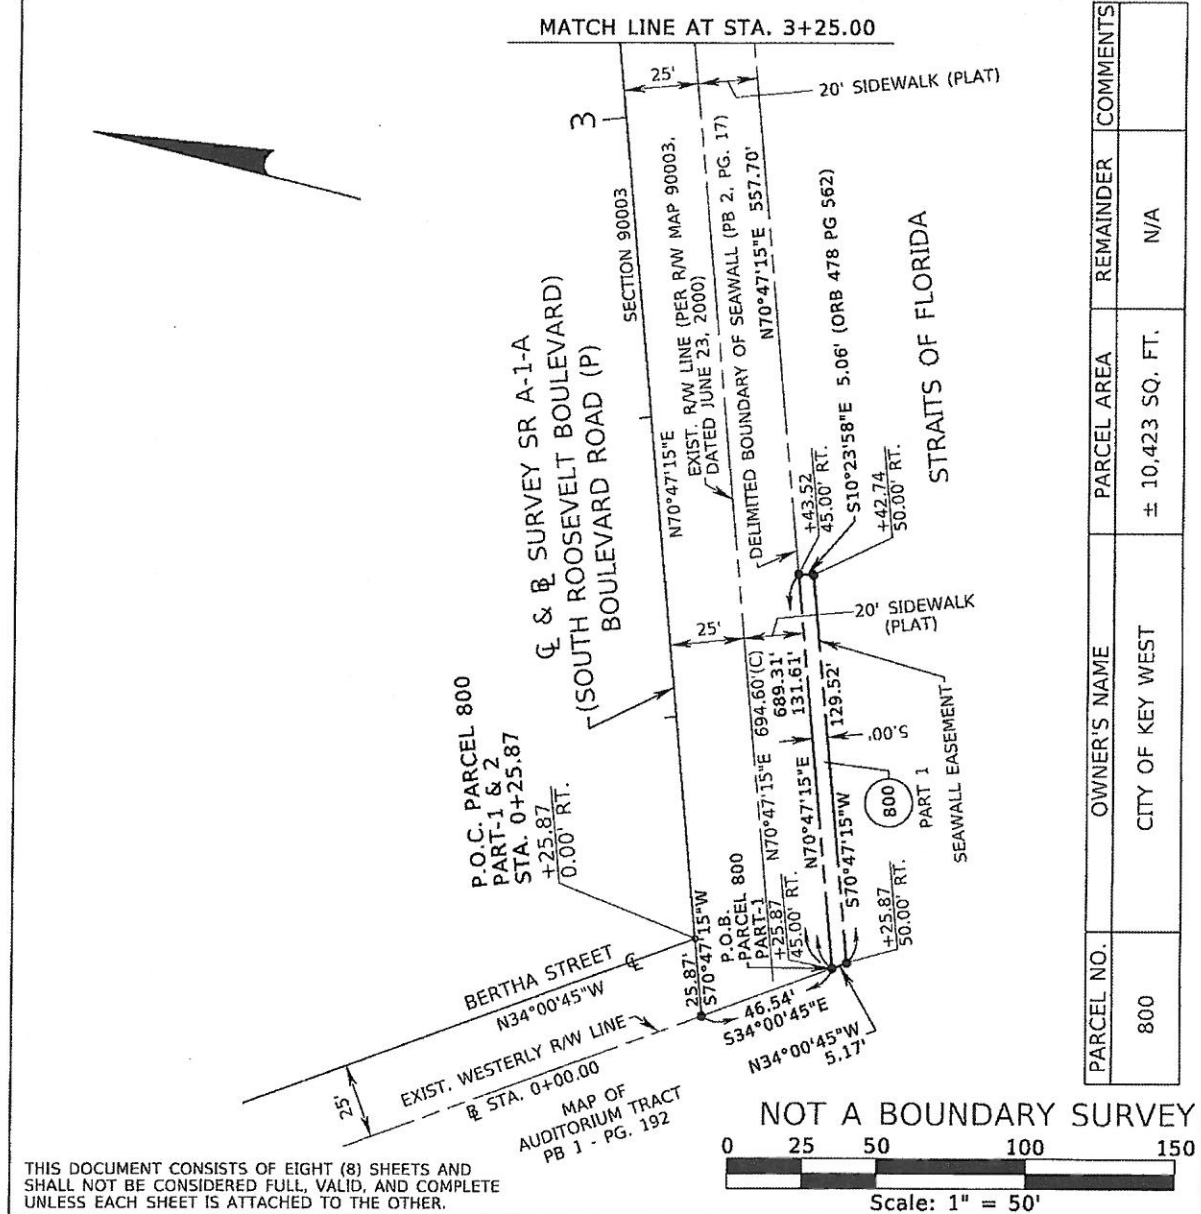 MATCH LINE AT STA. 3+25.00
25'
20' SIDEWALK (PLAT)
3
SECTION 90003
EXIST. R/W LINE (PER R/W MAP 90003,
DATED JUNE 23, 2000)
DELIMITED BOUNDARY OF SEAWALL (PB 2, PG. 17)
N70°47'15"E 557.70'
N70°47'15"E
℄ & B̲L SURVEY SR A-1-A
(SOUTH ROOSEVELT BOULEVARD)
BOULEVARD ROAD (P)
STRAITS OF FLORIDA
S10°23'58"E 5.06' (ORB 478 PG 562)
+43.52
45.00' RT.
+42.74
50.00' RT.
25'
20' SIDEWALK
(PLAT)
N70°47'15"E 694.60'(C)
689.31'
N70°47'15"E 131.61'
S70°47'15"W 129.52'
5.00'
800
PART 1
SEAWALL EASEMENT
P.O.C. PARCEL 800
PART-1 & 2
STA. 0+25.87
+25.87
0.00' RT.
P.O.B.
PARCEL 800
PART-1
+25.87
45.00' RT.
+25.87
50.00' RT.
25.87'
S70°47'15"W
46.54'
S34°00'45"E
N34°00'45"W
5.17'
BERTHA STREET ℄
N34°00'45"W
25'
EXIST. WESTERLY R/W LINE
B̲L STA. 0+00.00
MAP OF
AUDITORIUM TRACT
PB 1 - PG. 192
PARCEL NO. OWNER'S NAME PARCEL AREA REMAINDER COMMENTS
800 CITY OF KEY WEST ± 10,423 SQ. FT. N/A
NOT A BOUNDARY SURVEY
0 25 50 100 150
Scale: 1" = 50'
THIS DOCUMENT CONSISTS OF EIGHT (8) SHEETS AND
SHALL NOT BE CONSIDERED FULL, VALID, AND COMPLETE
UNLESS EACH SHEET IS ATTACHED TO THE OTHER.